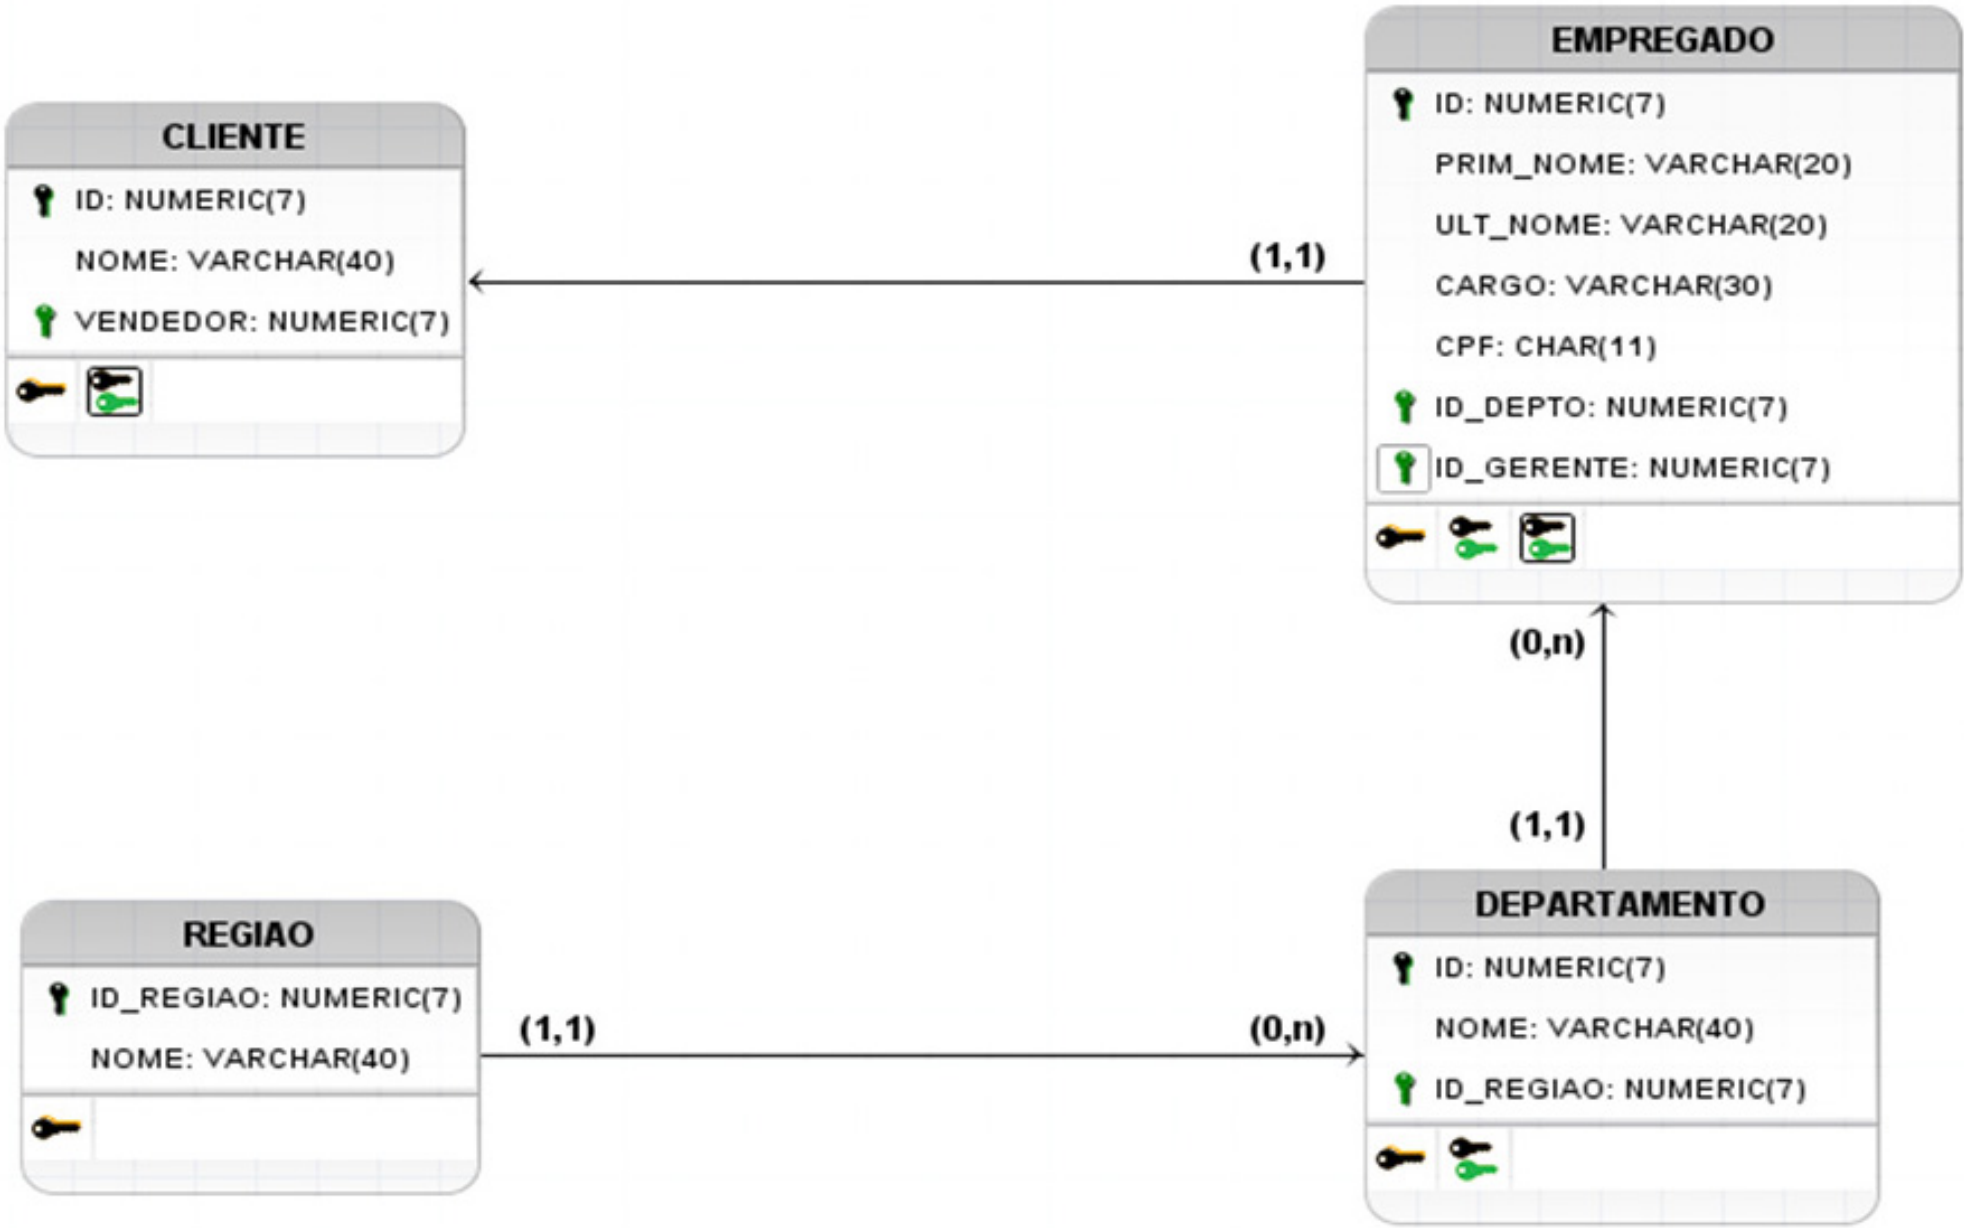 CLIENTE
ID: NUMERIC(7)
NOME: VARCHAR(40)
VENDEDOR: NUMERIC(7)
(1,1)
EMPREGADO
ID: NUMERIC(7)
PRIM_NOME: VARCHAR(20)
ULT_NOME: VARCHAR(20)
CARGO: VARCHAR(30)
CPF: CHAR(11)
ID_DEPTO: NUMERIC(7)
ID_GERENTE: NUMERIC(7)
(0,n)
(1,1)
REGIAO
ID_REGIAO: NUMERIC(7)
NOME: VARCHAR(40)
(1,1)
(0,n)
DEPARTAMENTO
ID: NUMERIC(7)
NOME: VARCHAR(40)
ID_REGIAO: NUMERIC(7)